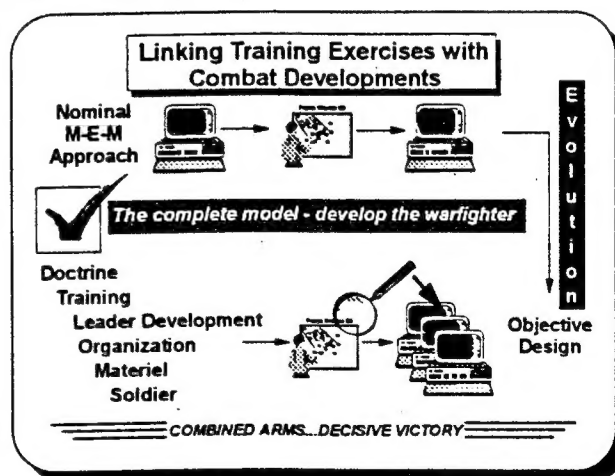 Linking Training Exercises with
Combat Developments
Nominal
M-E-M
Approach
Evolution
The complete model - develop the warfighter
Doctrine
Training
Leader Development
Organization
Materiel
Soldier
Objective
Design
COMBINED ARMS...DECISIVE VICTORY